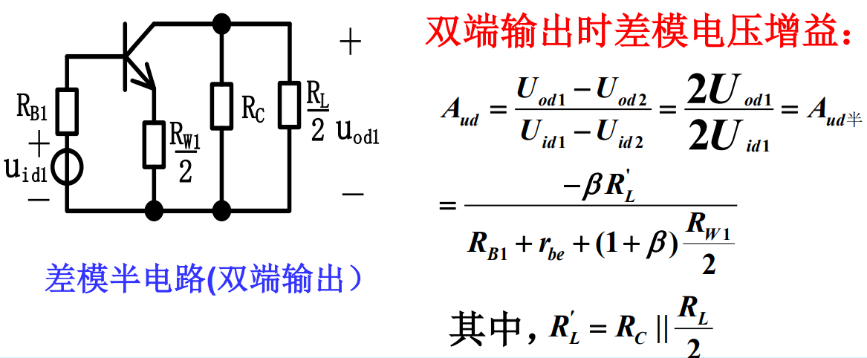 双端输出时差模电压增益：
R_B1
+
u_id1
−
R_W1/2
R_C
R_L/2
+
u_od1
−
差模半电路(双端输出）
A_ud = (U_od1 − U_od2)/(U_id1 − U_id2) = 2U_od1/2U_id1 = A_ud半
= −βR'_L/(R_B1 + r_be + (1 + β)R_W1/2)
其中, R'_L = R_C || R_L/2